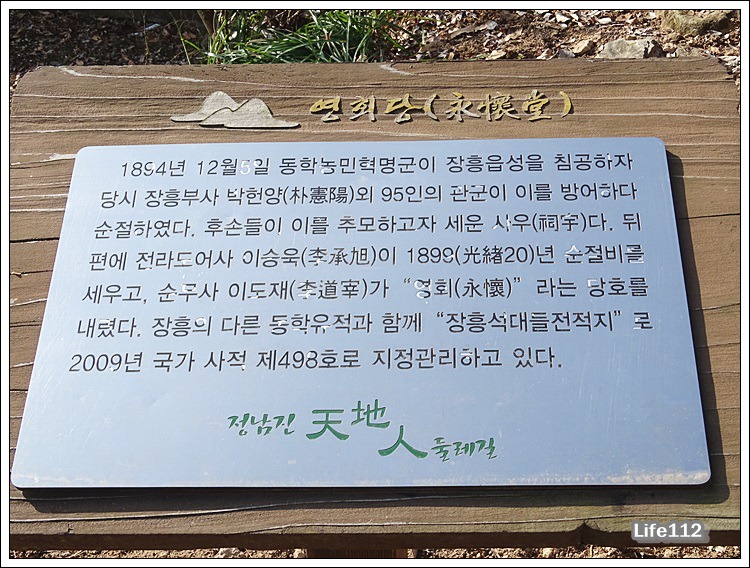 영회당(永懷堂)
1894년 12월5일 동학농민혁명군이 장흥읍성을 침공하자
당시 장흥부사 박헌양(朴憲陽)외 95인의 관군이 이를 방어하다
순절하였다. 후손들이 이를 추모하고자 세운 사우(祠宇)다. 뒤
편에 전라도어사 이승욱(李承旭)이 1899(光緖20)년 순절비를
세우고, 순무사 이도재(李道宰)가 “영회(永懷)” 라는 당호를
내렸다. 장흥의 다른 동학유적과 함께 “장흥석대들전적지” 로
2009년 국가 사적 제498호로 지정관리하고 있다.
정남진 天地人 둘레길
Life112